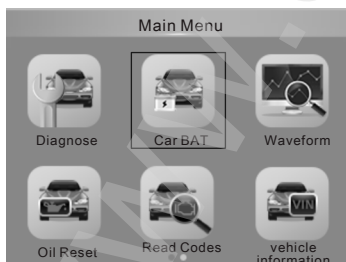 Main Menu
Diagnose
Car BAT
Waveform
VIN
Oil Reset
Read Codes
vehicle
information